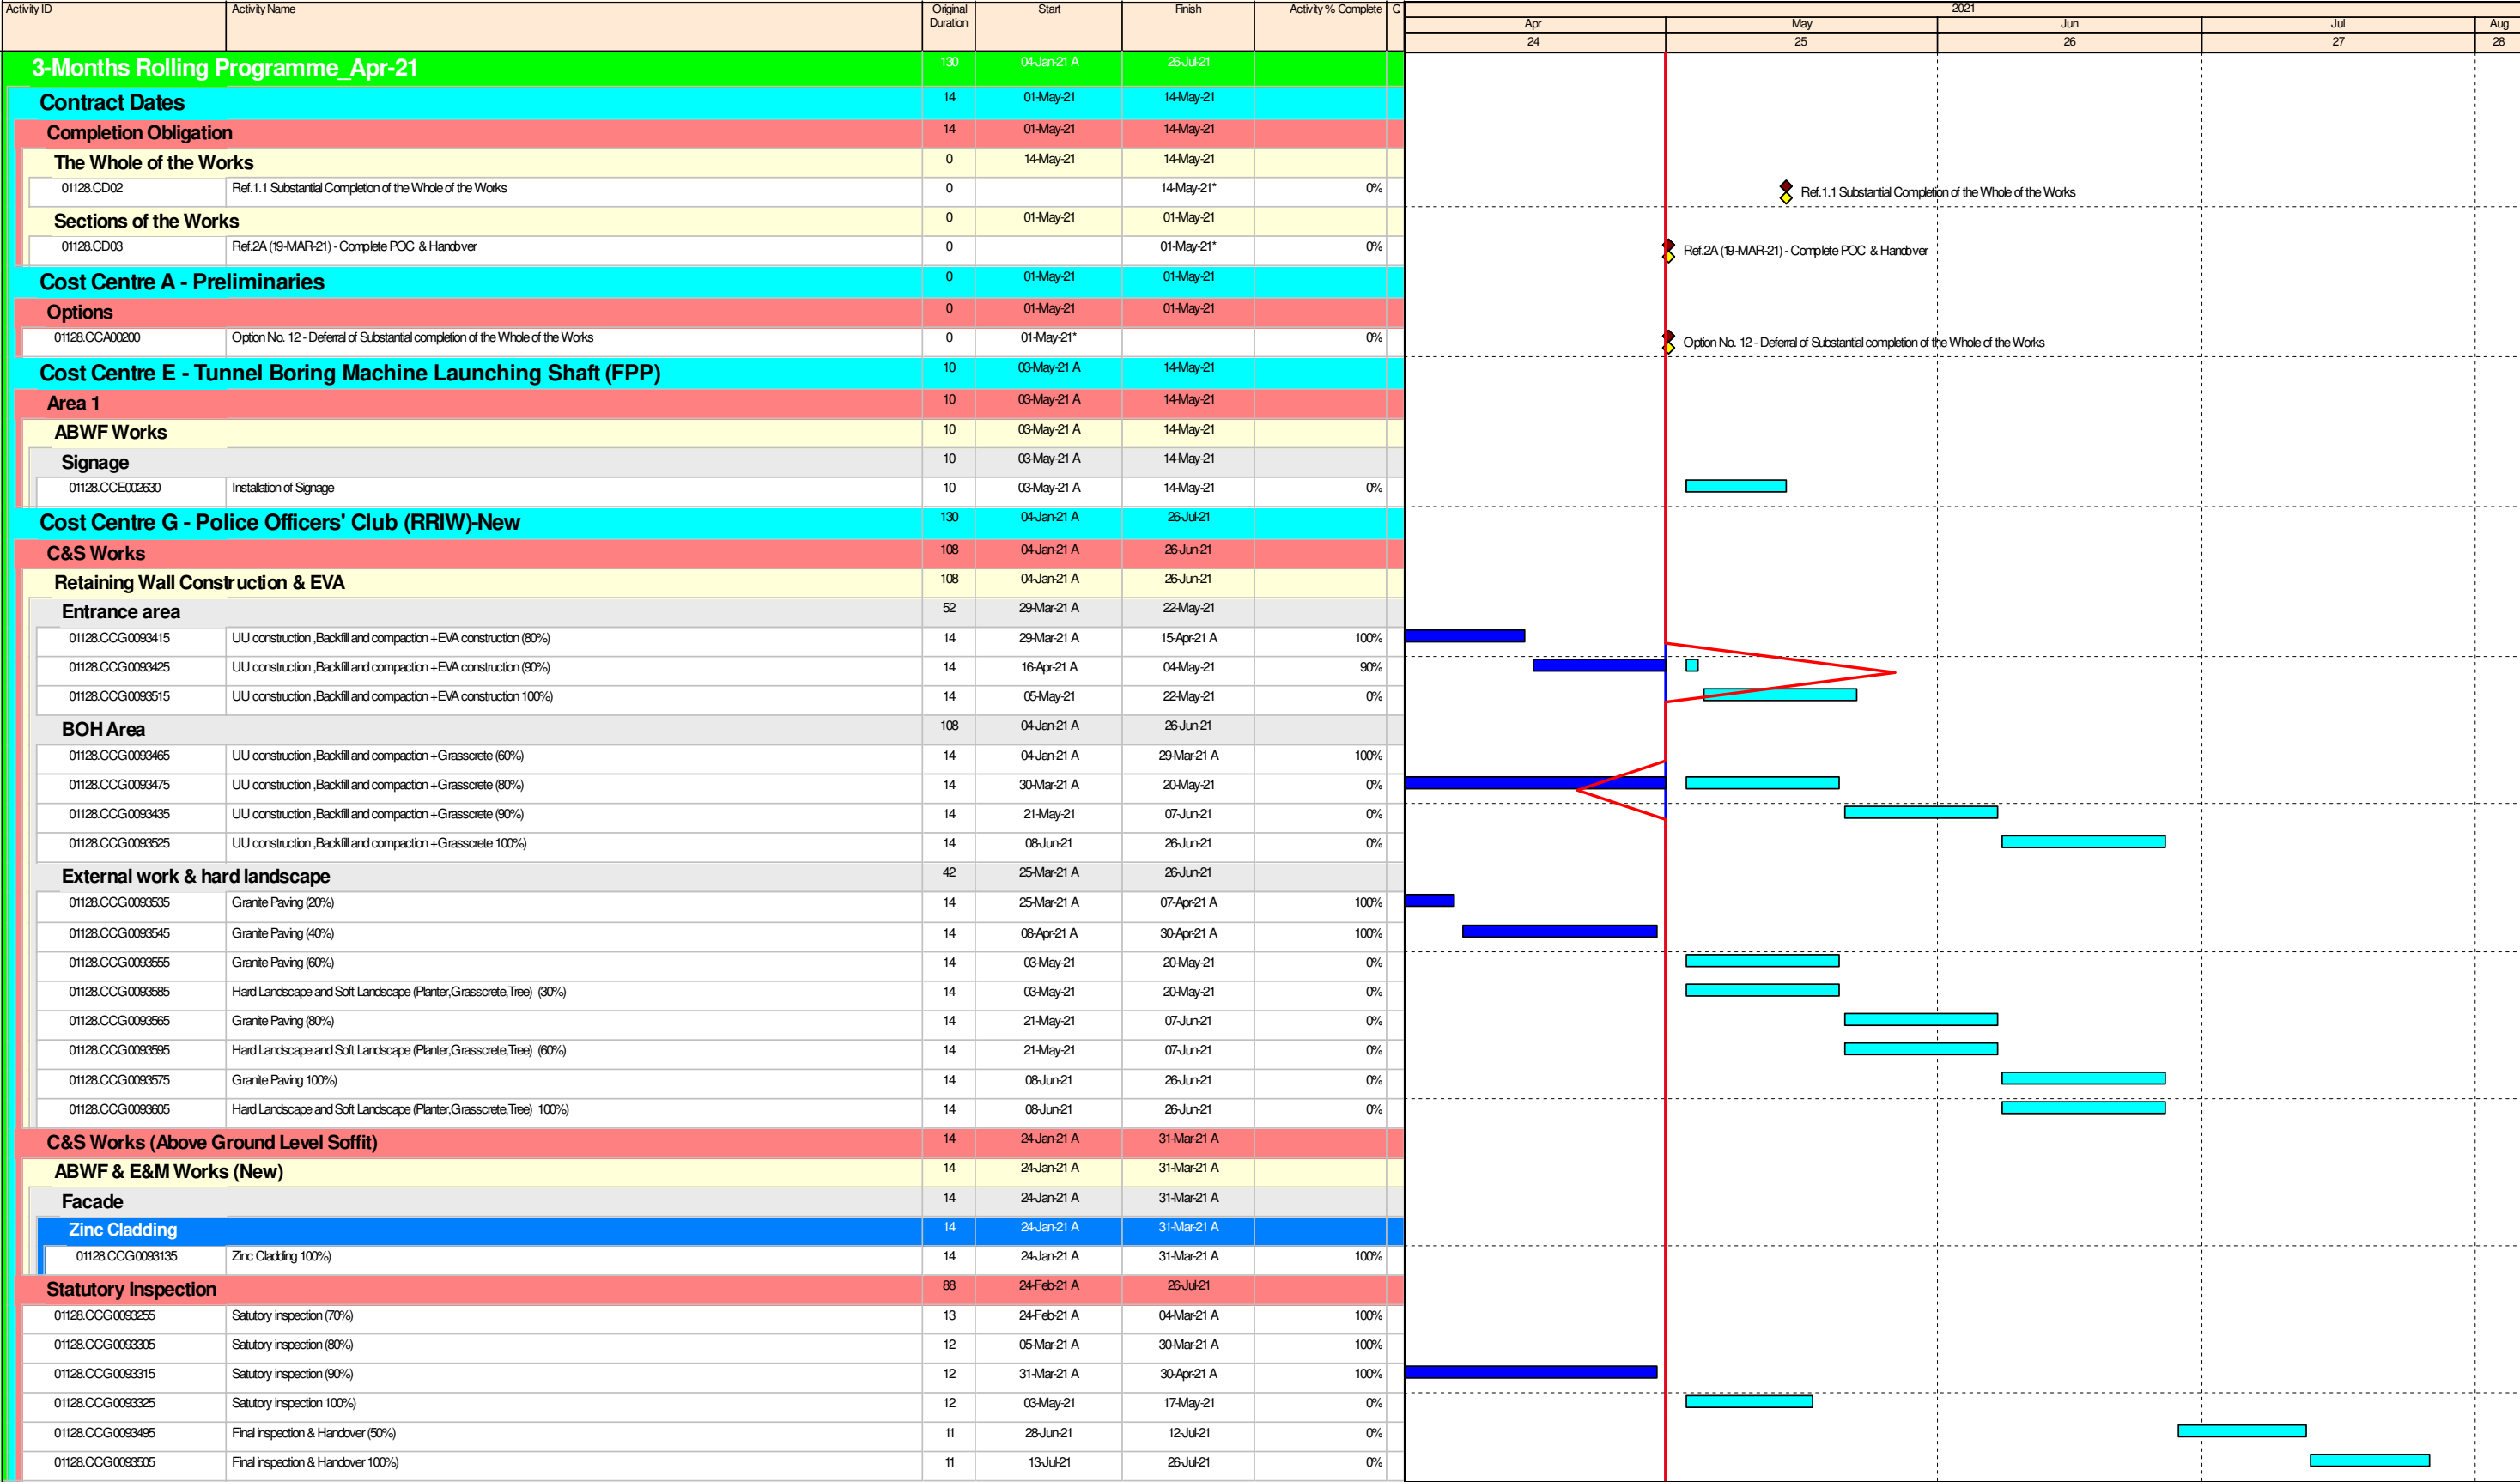 Activity ID Activity Name Original Duration Start Finish Activity % Complete Q 2021
Apr May Jun Jul Aug
24 25 26 27 28
3-Months Rolling Programme_Apr-21 130 04-Jan-21 A 26-Jul-21
Contract Dates 14 01-May-21 14-May-21
Completion Obligation 14 01-May-21 14-May-21
The Whole of the Works 0 14-May-21 14-May-21
01128.CD02 Ref.1.1 Substantial Completion of the Whole of the Works 0 14-May-21* 0% Ref.1.1 Substantial Completion of the Whole of the Works
Sections of the Works 0 01-May-21 01-May-21
01128.CD03 Ref.2A (19-MAR-21) - Complete POC & Handover 0 01-May-21* 0% Ref.2A (19-MAR-21) - Complete POC & Handover
Cost Centre A - Preliminaries 0 01-May-21 01-May-21
Options 0 01-May-21 01-May-21
01128.CCA00200 Option No. 12 - Deferral of Substantial completion of the Whole of the Works 0 01-May-21* 0% Option No. 12 - Deferral of Substantial completion of the Whole of the Works
Cost Centre E - Tunnel Boring Machine Launching Shaft (FPP) 10 03-May-21 A 14-May-21
Area 1 10 03-May-21 A 14-May-21
ABWF Works 10 03-May-21 A 14-May-21
Signage 10 03-May-21 A 14-May-21
01128.CCE002630 Installation of Signage 10 03-May-21 A 14-May-21 0%
Cost Centre G - Police Officers' Club (RRIW)-New 130 04-Jan-21 A 26-Jul-21
C&S Works 108 04-Jan-21 A 26-Jun-21
Retaining Wall Construction & EVA 108 04-Jan-21 A 26-Jun-21
Entrance area 52 29-Mar-21 A 22-May-21
01128.CCG0093415 UU construction ,Backfill and compaction +EVA construction (80%) 14 29-Mar-21 A 15-Apr-21 A 100%
01128.CCG0093425 UU construction ,Backfill and compaction +EVA construction (90%) 14 16-Apr-21 A 04-May-21 90%
01128.CCG0093515 UU construction ,Backfill and compaction +EVA construction 100%) 14 05-May-21 22-May-21 0%
BOH Area 108 04-Jan-21 A 26-Jun-21
01128.CCG0093465 UU construction ,Backfill and compaction +Grasscrete (60%) 14 04-Jan-21 A 29-Mar-21 A 100%
01128.CCG0093475 UU construction ,Backfill and compaction +Grasscrete (80%) 14 30-Mar-21 A 20-May-21 0%
01128.CCG0093435 UU construction ,Backfill and compaction +Grasscrete (90%) 14 21-May-21 07-Jun-21 0%
01128.CCG0093525 UU construction ,Backfill and compaction +Grasscrete 100%) 14 08-Jun-21 26-Jun-21 0%
External work & hard landscape 42 25-Mar-21 A 26-Jun-21
01128.CCG0093535 Granite Paving (20%) 14 25-Mar-21 A 07-Apr-21 A 100%
01128.CCG0093545 Granite Paving (40%) 14 08-Apr-21 A 30-Apr-21 A 100%
01128.CCG0093555 Granite Paving (60%) 14 03-May-21 20-May-21 0%
01128.CCG0093585 Hard Landscape and Soft Landscape (Planter,Grasscrete,Tree) (30%) 14 03-May-21 20-May-21 0%
01128.CCG0093565 Granite Paving (80%) 14 21-May-21 07-Jun-21 0%
01128.CCG0093595 Hard Landscape and Soft Landscape (Planter,Grasscrete,Tree) (60%) 14 21-May-21 07-Jun-21 0%
01128.CCG0093575 Granite Paving 100%) 14 08-Jun-21 26-Jun-21 0%
01128.CCG0093605 Hard Landscape and Soft Landscape (Planter,Grasscrete,Tree) 100%) 14 08-Jun-21 26-Jun-21 0%
C&S Works (Above Ground Level Soffit) 14 24-Jan-21 A 31-Mar-21 A
ABWF & E&M Works (New) 14 24-Jan-21 A 31-Mar-21 A
Facade 14 24-Jan-21 A 31-Mar-21 A
Zinc Cladding 14 24-Jan-21 A 31-Mar-21 A
01128.CCG0093135 Zinc Cladding 100%) 14 24-Jan-21 A 31-Mar-21 A 100%
Statutory Inspection 88 24-Feb-21 A 26-Jul-21
01128.CCG0093255 Satutory inspection (70%) 13 24-Feb-21 A 04-Mar-21 A 100%
01128.CCG0093305 Satutory inspection (80%) 12 05-Mar-21 A 30-Mar-21 A 100%
01128.CCG0093315 Satutory inspection (90%) 12 31-Mar-21 A 30-Apr-21 A 100%
01128.CCG0093325 Satutory inspection 100%) 12 03-May-21 17-May-21 0%
01128.CCG0093495 Final inspection & Handover (50%) 11 28-Jun-21 12-Jul-21 0%
01128.CCG0093505 Final inspection & Handover 100%) 11 13-Jul-21 26-Jul-21 0%